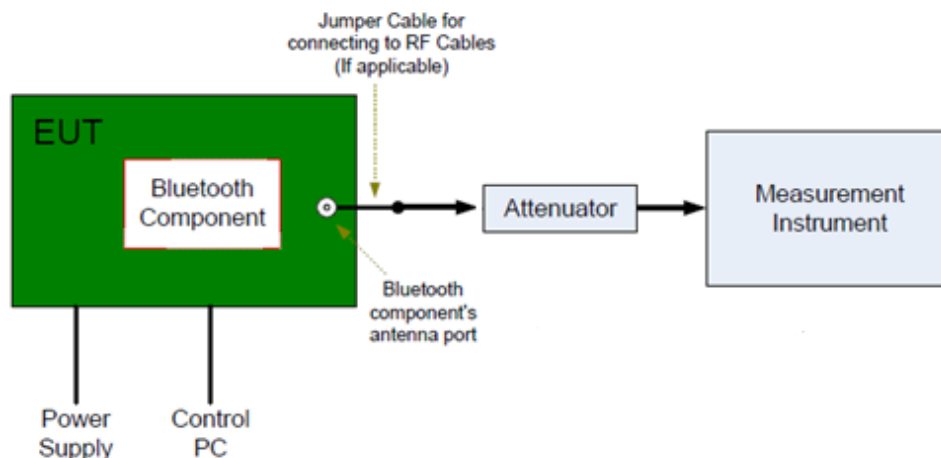 Jumper Cable for
connecting to RF Cables
(If applicable)
EUT
Bluetooth
Component
Attenuator
Measurement
Instrument
Bluetooth
component's
antenna port
Power
Supply
Control
PC